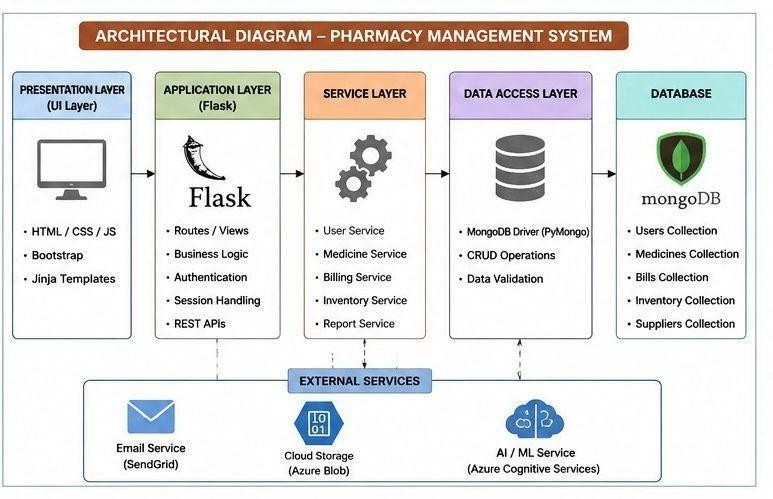 ARCHITECTURAL DIAGRAM – PHARMACY MANAGEMENT SYSTEM
PRESENTATION LAYER
(UI Layer)
• HTML / CSS / JS
• Bootstrap
• Jinja Templates
APPLICATION LAYER
(Flask)
Flask
• Routes / Views
• Business Logic
• Authentication
• Session Handling
• REST APIs
SERVICE LAYER
• User Service
• Medicine Service
• Billing Service
• Inventory Service
• Report Service
DATA ACCESS LAYER
• MongoDB Driver (PyMongo)
• CRUD Operations
• Data Validation
DATABASE
mongoDB
• Users Collection
• Medicines Collection
• Bills Collection
• Inventory Collection
• Suppliers Collection
EXTERNAL SERVICES
Email Service
(SendGrid)
10
01
Cloud Storage
(Azure Blob)
AI / ML Service
(Azure Cognitive Services)